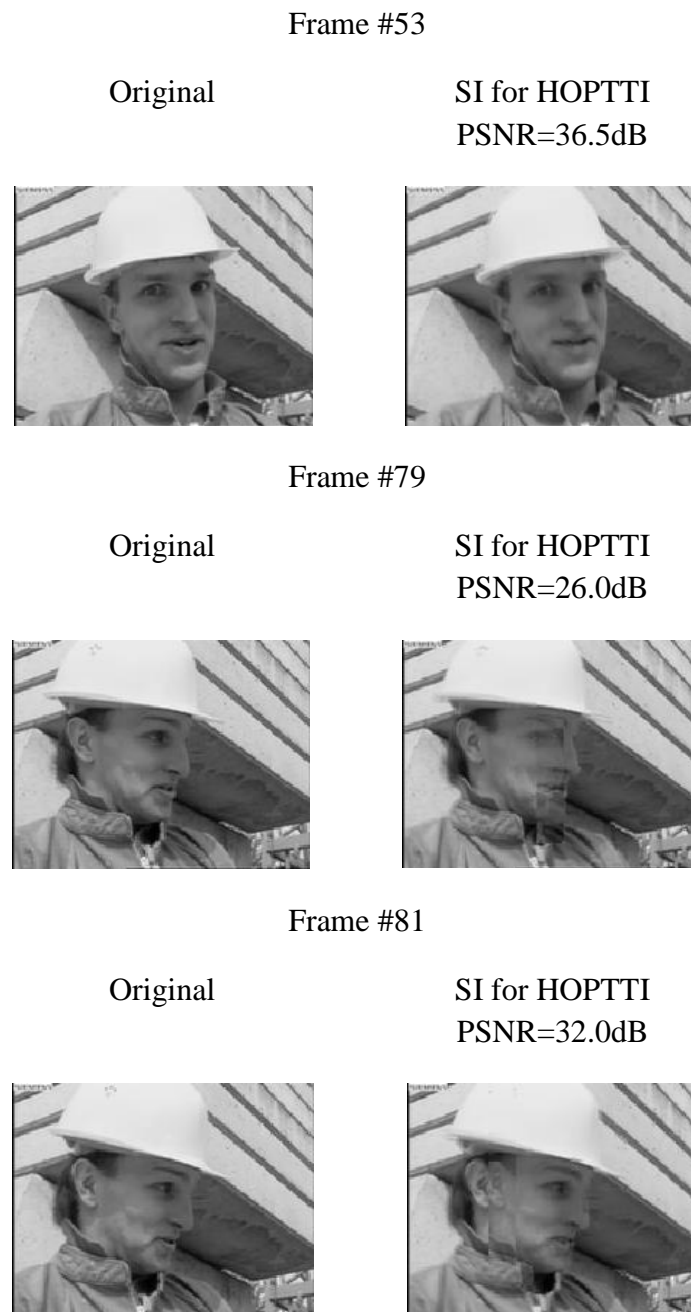 Frame #53
Original SI for HOPTTI
PSNR=36.5dB
Frame #79
Original SI for HOPTTI
PSNR=26.0dB
Frame #81
Original SI for HOPTTI
PSNR=32.0dB